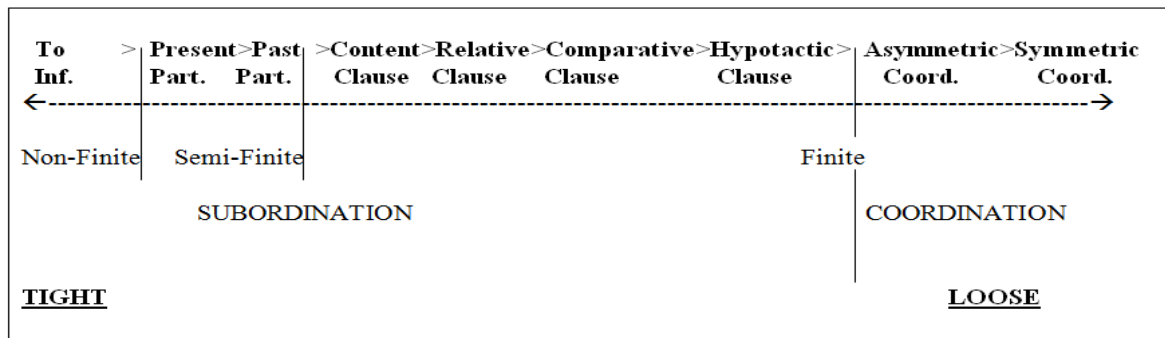 To > Present>Past >Content>Relative>Comparative>Hypotactic> Asymmetric>Symmetric
Inf. Part. Part. Clause Clause Clause Clause Coord. Coord.
Non-Finite Semi-Finite Finite
SUBORDINATION COORDINATION
TIGHT LOOSE